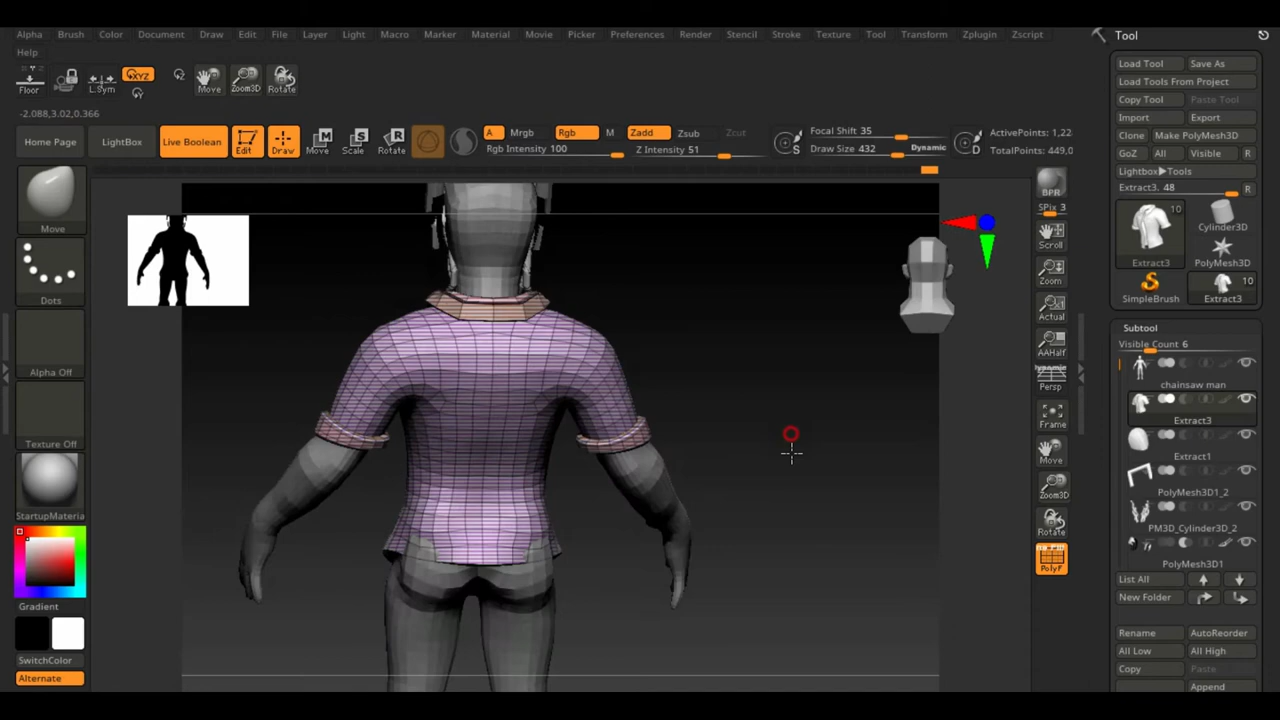 Alpha Brush Color Document Draw Edit File Layer Light Macro Marker Material Movie Picker Preferences Render Stencil Stroke Texture Tool Transform Zplugin Zscript
Help
Floor
L.Sym
XYZ
Y
Z
Move
Zoom3D
Rotate
-2.088,3.02,0.366
Home Page
LightBox
Live Boolean
Edit
Draw
Move
Scale
Rotate
A Mrgb Rgb M Zadd Zsub Zcut
Rgb Intensity 100
Z Intensity 51
S
Focal Shift 35
Draw Size 432 Dynamic
D
ActivePoints: 1,22
TotalPoints: 449,0
Move
Dots
Alpha Off
Texture Off
StartupMateria
Gradient
SwitchColor
Alternate
BPR
SPix 3
Scroll
Zoom
Actual
AAHalf
Dynamic
Persp
Frame
Move
Zoom3D
Rotate
PolyF
Tool
Load Tool Save As
Load Tools From Project
Copy Tool Paste Tool
Import Export
Clone Make PolyMesh3D
GoZ All Visible R
Lightbox▶Tools
Extract3. 48 R
10
Extract3
Cylinder3D
PolyMesh3D
SimpleBrush
10
Extract3
Subtool
Visible Count 6
chainsaw man
Extract3
Extract1
PolyMesh3D1_2
PM3D_Cylinder3D_2
PolyMesh3D1
List All
New Folder
Rename AutoReorder
All Low All High
Copy Paste
Append